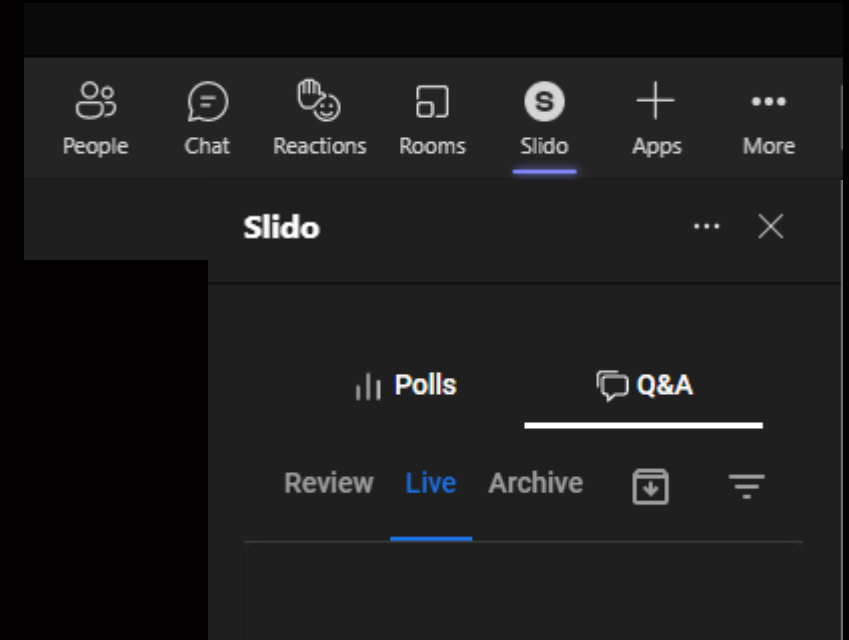 People Chat Reactions Rooms S Slido Apps More
Slido
Polls Q&A
Review Live Archive